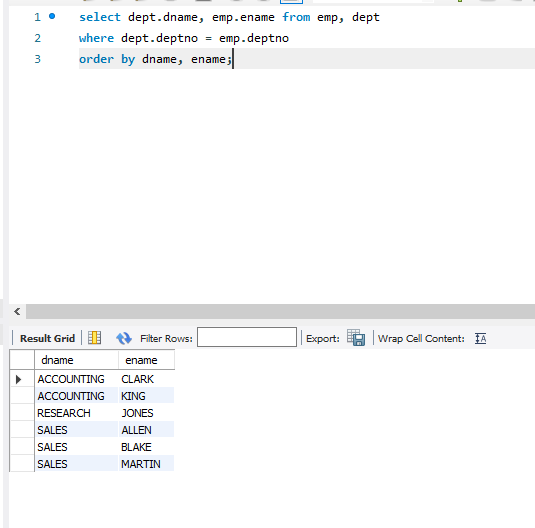 1 select dept.dname, emp.ename from emp, dept
2 where dept.deptno = emp.deptno
3 order by dname, ename;
Result Grid Filter Rows: Export: Wrap Cell Content: IA
dname ename
ACCOUNTING CLARK
ACCOUNTING KING
RESEARCH JONES
SALES ALLEN
SALES BLAKE
SALES MARTIN